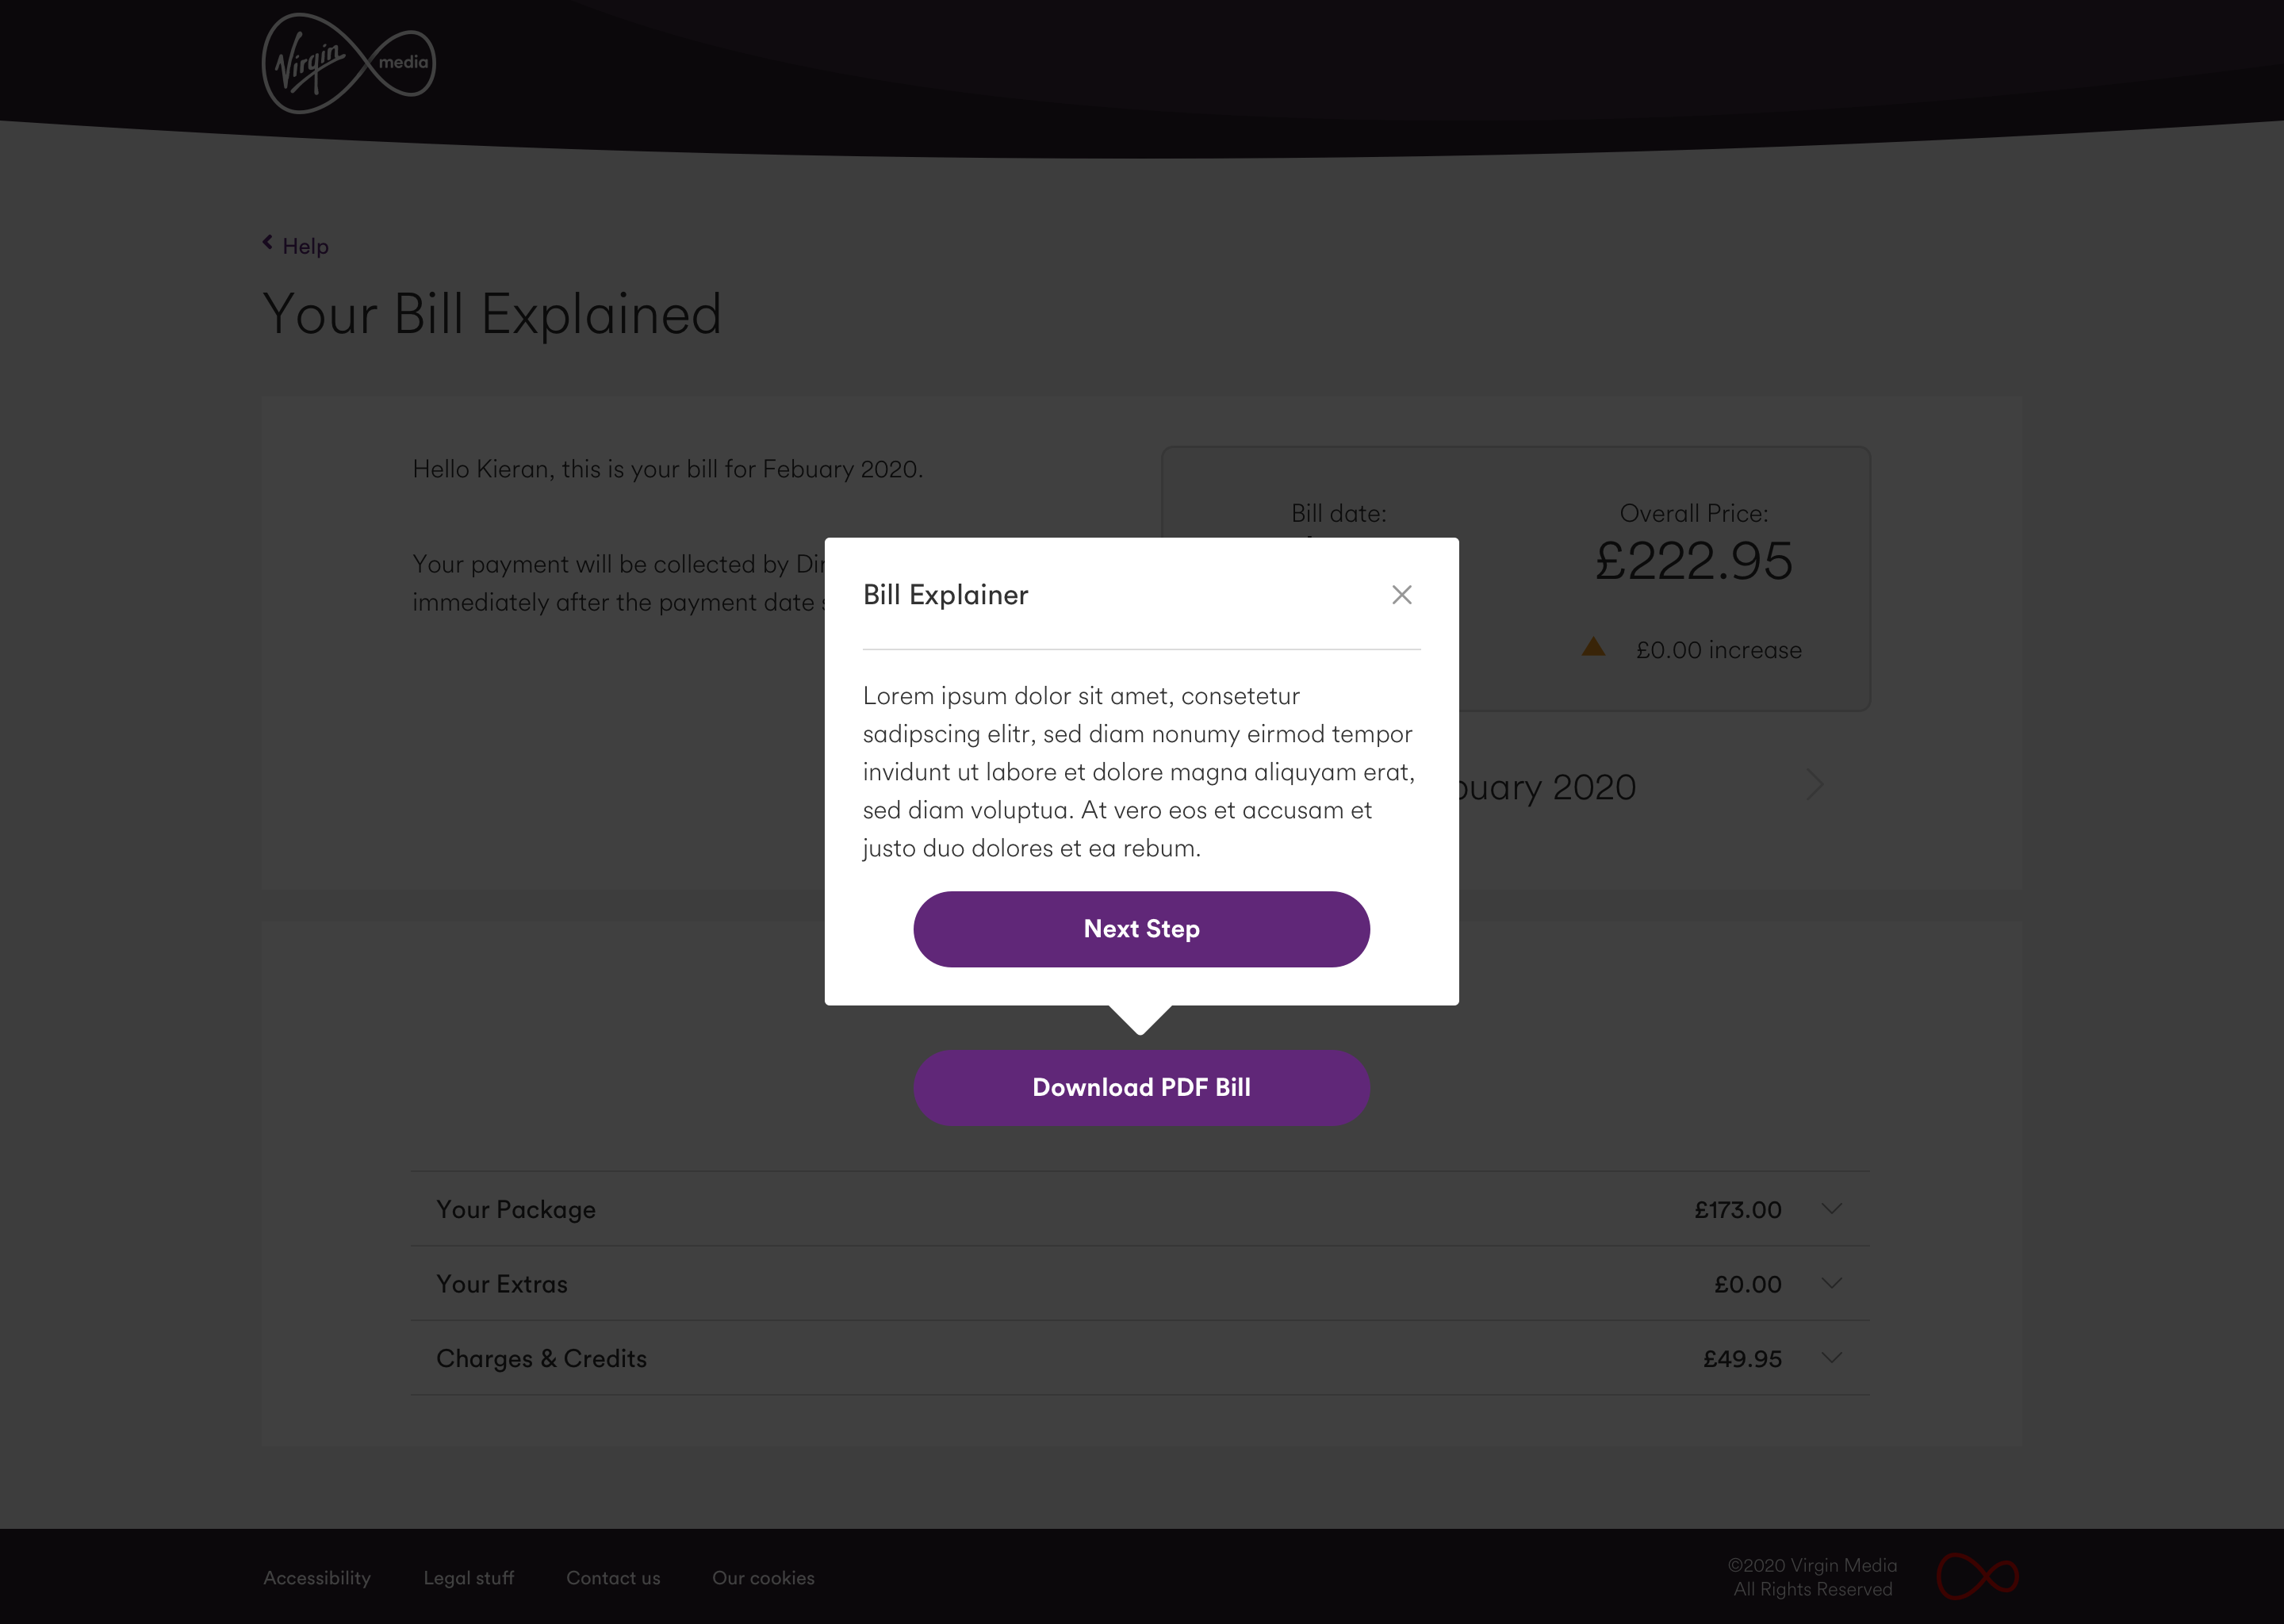 Virgin media
Help
Your Bill Explained
Hello Kieran, this is your bill for Febuary 2020.
Your payment will be collected by
immediately after the payment date
Bill date:
Overall Price:
£222.95
£0.00 increase
Bill Explainer
Lorem ipsum dolor sit amet, consetetur
sadipscing elitr, sed diam nonumy eirmod tempor
invidunt ut labore et dolore magna aliquyam erat,
sed diam voluptua. At vero eos et accusam et
justo duo dolores et ea rebum.
Next Step
2020
Download PDF Bill
Your Package £173.00
Your Extras £0.00
Charges & Credits £49.95
Accessibility Legal stuff Contact us Our cookies
©2020 Virgin Media
All Rights Reserved